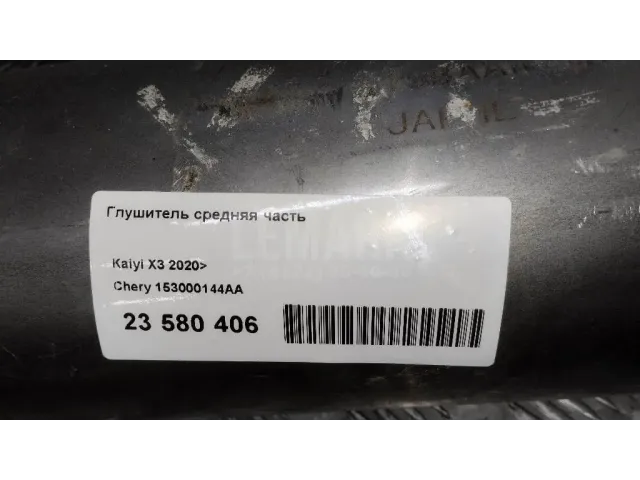 Глушитель средняя часть
Kaiyi X3 2020>
Chery 153000144AA
23 580 406